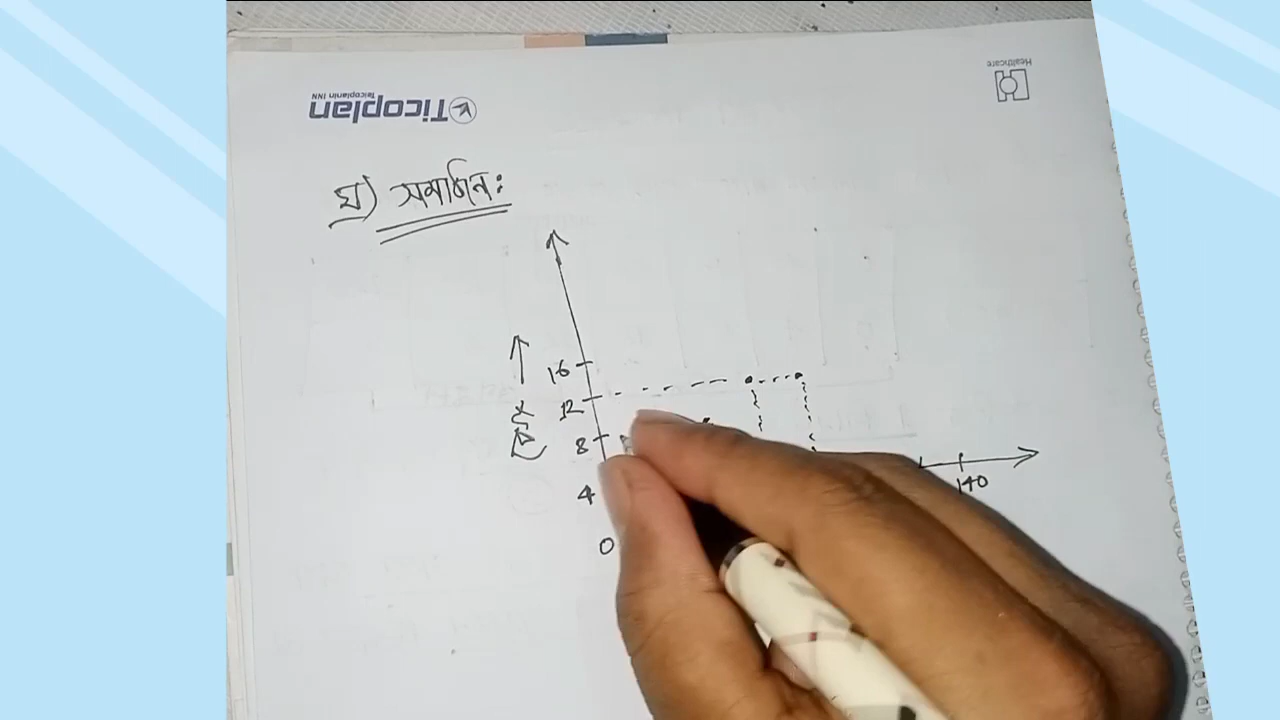 Healthcare
Ticoplan
Teicoplanin INN
ঘ) সমাধান:
16
12
8
4
0
140